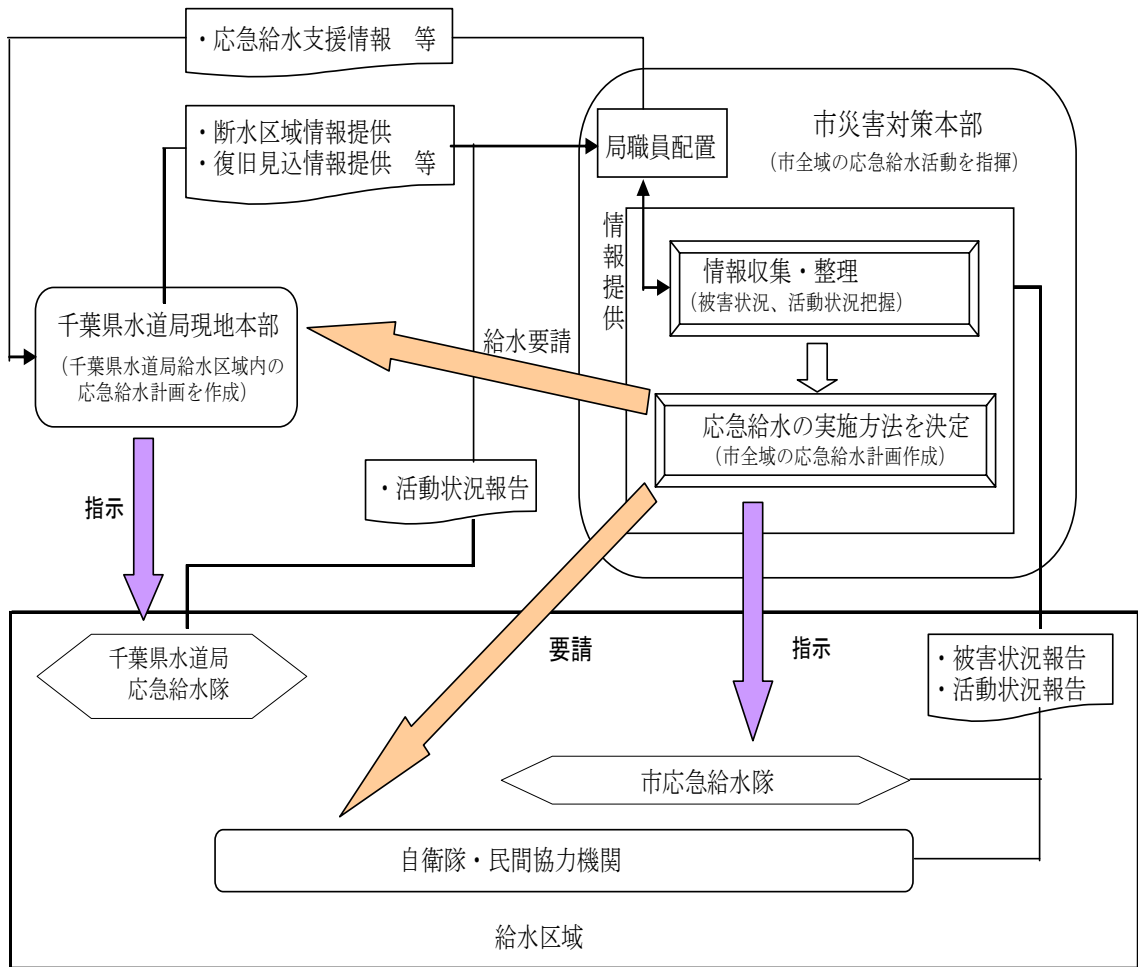 ・応急給水支援情報　等
・断水区域情報提供
・復旧見込情報提供　等
局職員配置
市災害対策本部
(市全域の応急給水活動を指揮)
情報提供
情報収集・整理
(被害状況、活動状況把握)
千葉県水道局現地本部
(千葉県水道局給水区域内の
応急給水計画を作成)
給水要請
応急給水の実施方法を決定
(市全域の応急給水計画作成)
・活動状況報告
指示
千葉県水道局
応急給水隊
要請
指示
・被害状況報告
・活動状況報告
市応急給水隊
自衛隊・民間協力機関
給水区域